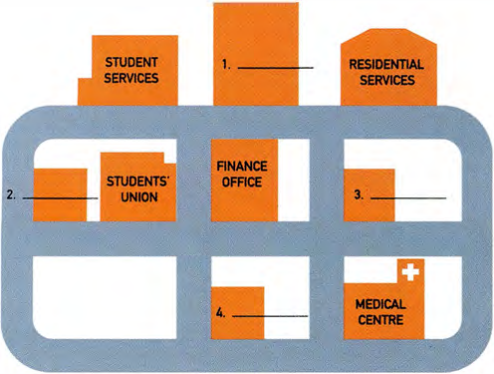 STUDENT
SERVICES
1.
RESIDENTIAL
SERVICES
2.
STUDENTS'
UNION
FINANCE
OFFICE
3.
4.
MEDICAL
CENTRE